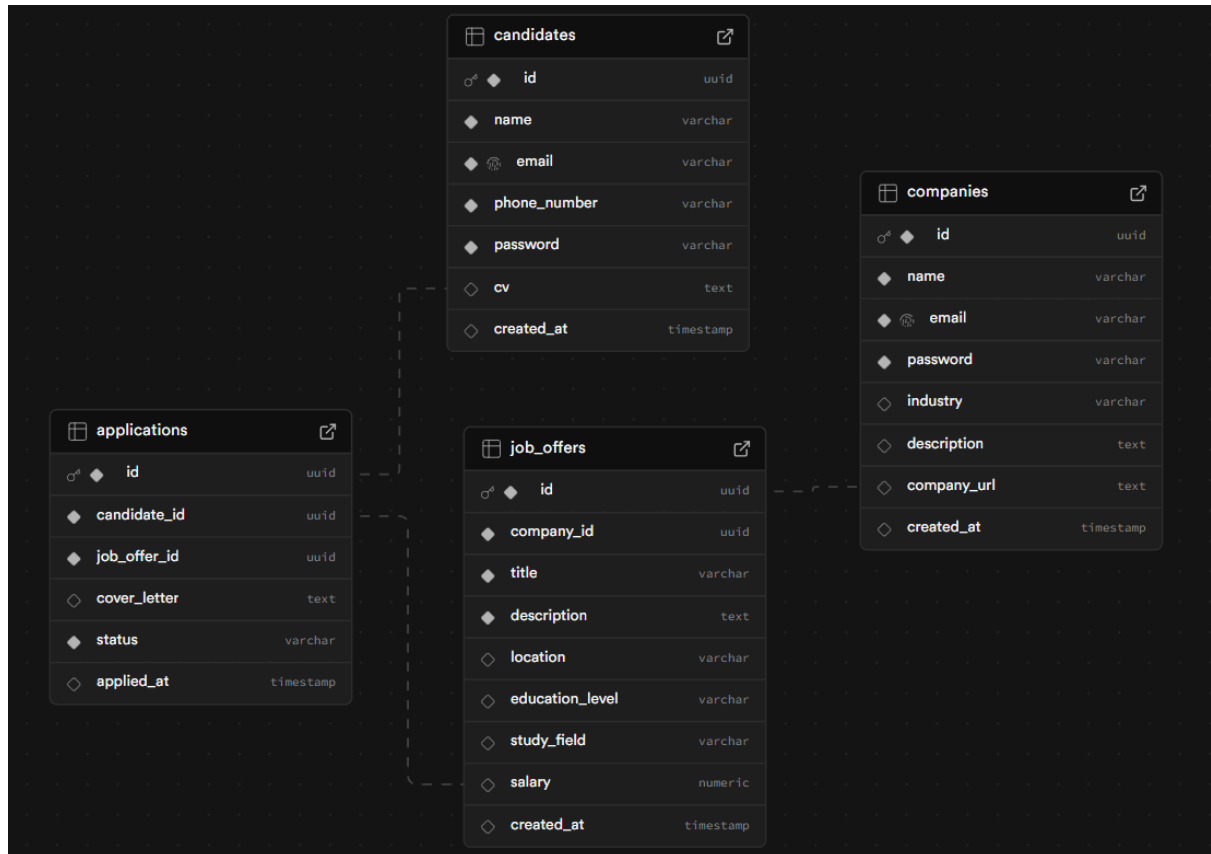 candidates
id uuid
name varchar
email varchar
phone_number varchar
password varchar
cv text
created_at timestamp
companies
id uuid
name varchar
email varchar
password varchar
industry varchar
description text
company_url text
created_at timestamp
applications
id uuid
candidate_id uuid
job_offer_id uuid
cover_letter text
status varchar
applied_at timestamp
job_offers
id uuid
company_id uuid
title varchar
description text
location varchar
education_level varchar
study_field varchar
salary numeric
created_at timestamp